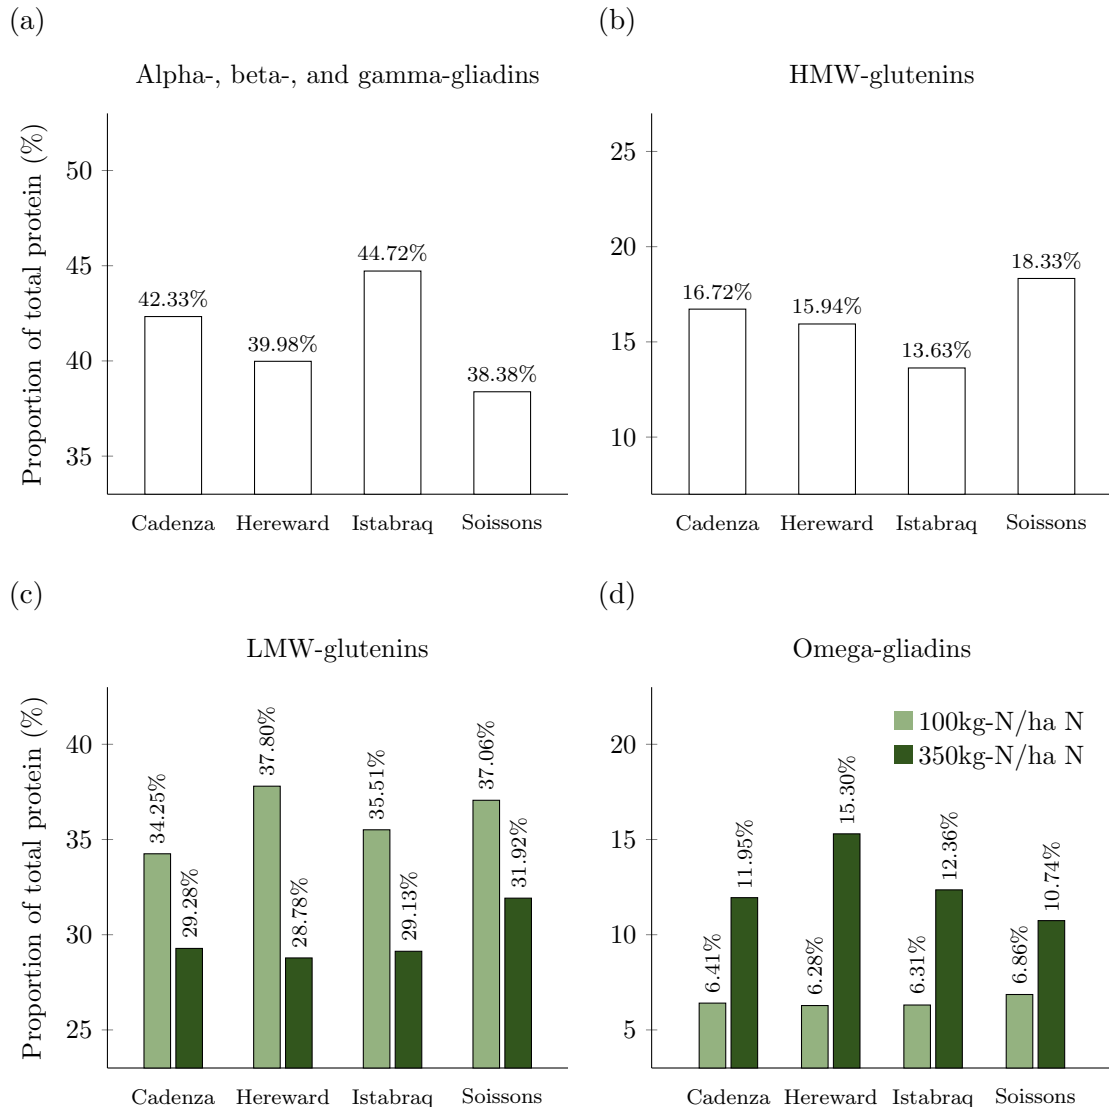 (a)
Alpha-, beta-, and gamma-gliadins
Proportion of total protein (%)
50
45
40
35
42.33%
39.98%
44.72%
38.38%
Cadenza Hereward Istabraq Soissons
(b)
HMW-glutenins
25
20
15
10
16.72%
15.94%
13.63%
18.33%
Cadenza Hereward Istabraq Soissons
(c)
LMW-glutenins
Proportion of total protein (%)
40
35
30
25
34.25%
29.28%
37.80%
28.78%
35.51%
29.13%
37.06%
31.92%
Cadenza Hereward Istabraq Soissons
(d)
Omega-gliadins
100kg-N/ha N
350kg-N/ha N
20
15
10
5
6.41%
11.95%
6.28%
15.30%
6.31%
12.36%
6.86%
10.74%
Cadenza Hereward Istabraq Soissons